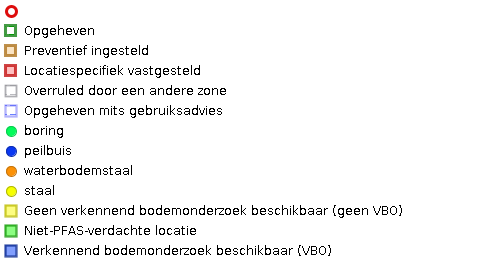 Opgeheven
Preventief ingesteld
Locatiespecifiek vastgesteld
Overruled door een andere zone
Opgeheven mits gebruiksadvies
boring
peilbuis
waterbodemstaal
staal
Geen verkennend bodemonderzoek beschikbaar (geen VBO)
Niet-PFAS-verdachte locatie
Verkennend bodemonderzoek beschikbaar (VBO)